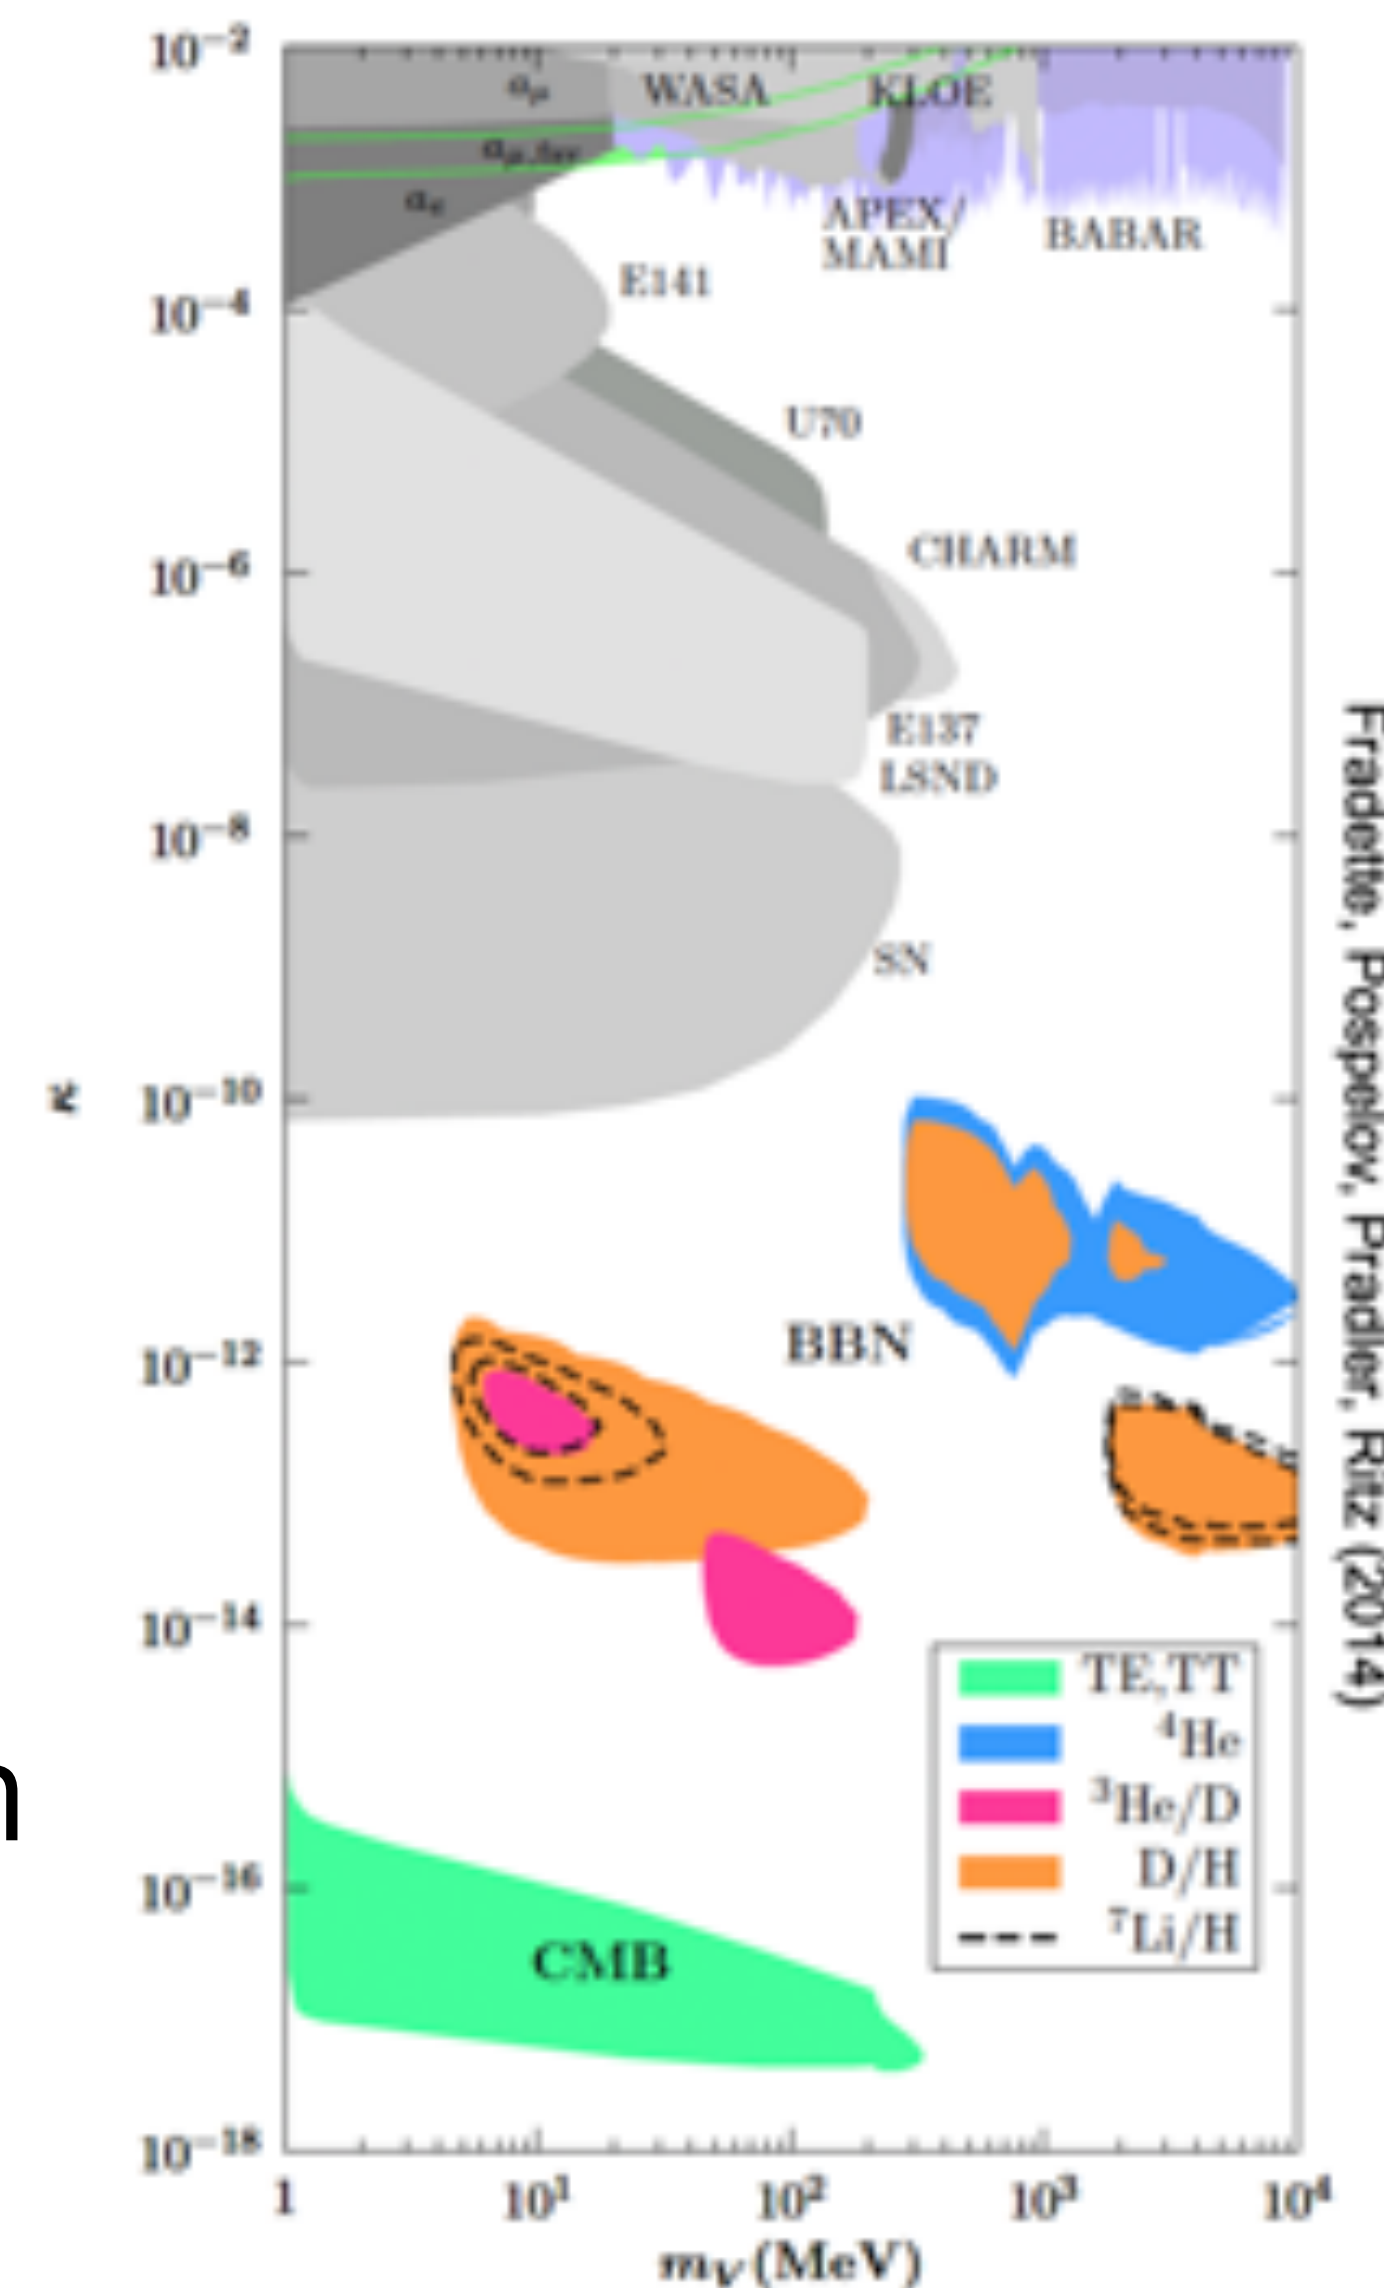 10⁻²
10⁻⁴
10⁻⁶
10⁻⁸
10⁻¹⁰
10⁻¹²
10⁻¹⁴
10⁻¹⁶
10⁻¹⁸
κ
aμ
WASA
KLOE
aμ,fav
ae
APEX/
MAMI
BABAR
E141
U70
CHARM
E137
LSND
SN
BBN
CMB
TE,TT
⁴He
³He/D
D/H
⁷Li/H
1
10¹
10²
10³
10⁴
mV (MeV)
Fradette, Pospelov, Pradler, Ritz (2014)
n